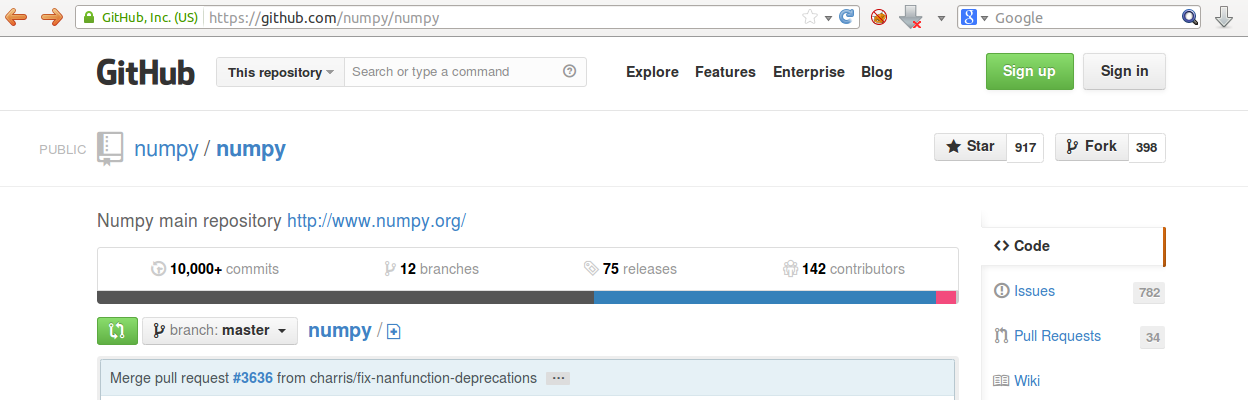 GitHub, Inc. (US) https://github.com/numpy/numpy Google
GitHub This repository Search or type a command Explore Features Enterprise Blog Sign up Sign in
PUBLIC numpy / numpy Star 917 Fork 398
Numpy main repository http://www.numpy.org/
Code
10,000+ commits 12 branches 75 releases 142 contributors
Issues 782
branch: master numpy /
Pull Requests 34
Merge pull request #3636 from charris/fix-nanfunction-deprecations ...
Wiki